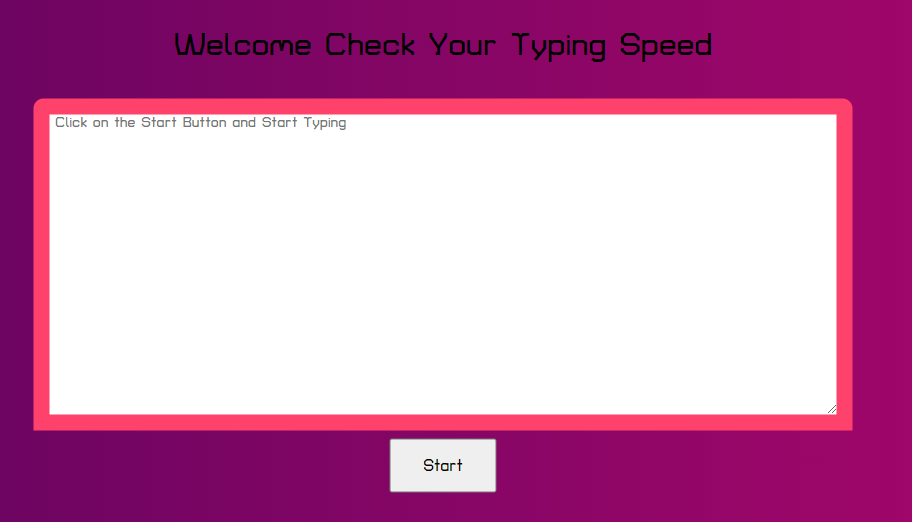 Welcome Check Your Typing Speed
Click on the Start Button and Start Typing
Start